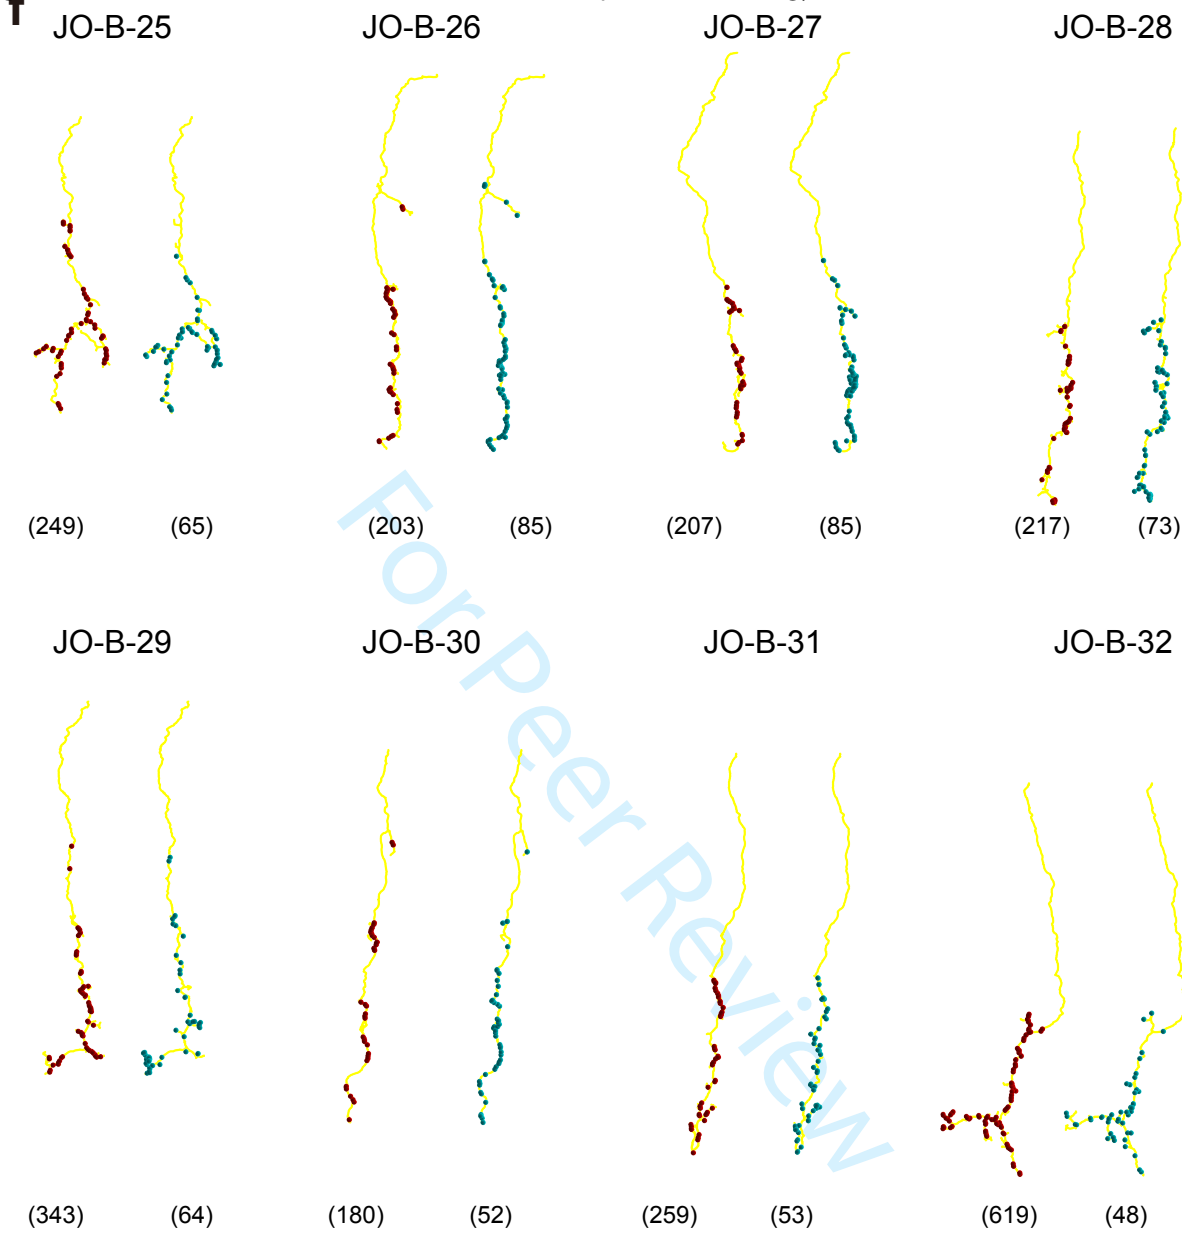 f
JO-B-25 JO-B-26 JO-B-27 JO-B-28
(249) (65) (203) (85) (207) (85) (217) (73)
For Peer Review
JO-B-29 JO-B-30 JO-B-31 JO-B-32
(343) (64) (180) (52) (259) (53) (619) (48)